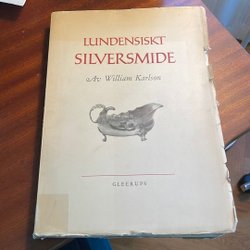 LUNDENSISKT
SILVERSMIDE
Av William Karlson
GLEERUPS